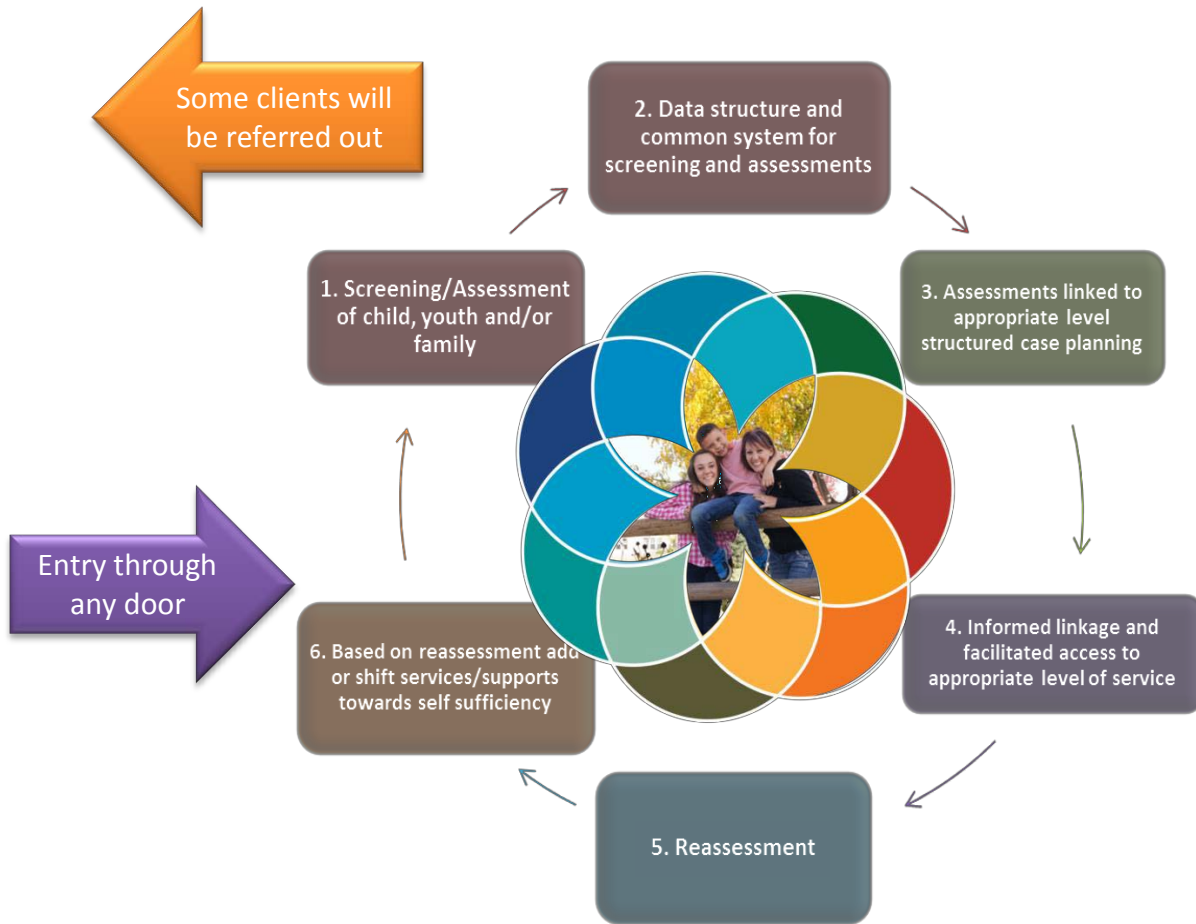 Some clients will
be referred out
2. Data structure and
common system for
screening and assessments
1. Screening/Assessment
of child, youth and/or
family
3. Assessments linked to
appropriate level
structured case planning
Entry through
any door
6. Based on reassessment add
or shift services/supports
towards self sufficiency
4. Informed linkage and
facilitated access to
appropriate level of service
5. Reassessment